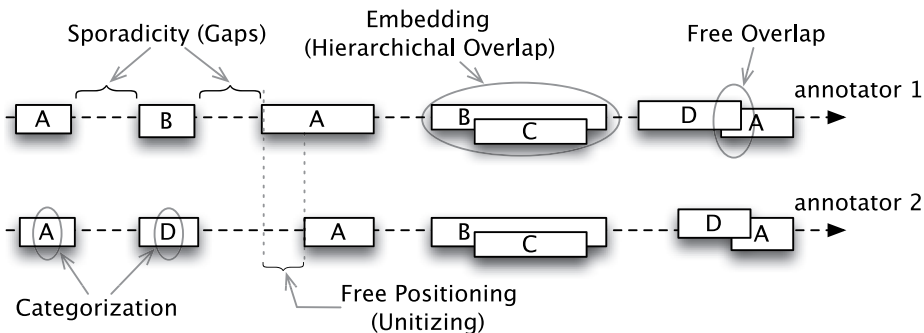 Embedding
(Hierarchichal Overlap)
Sporadicity (Gaps)
Free Overlap
annotator 1
A B A B C D A
annotator 2
A D A B C D A
Categorization
Free Positioning
(Unitizing)